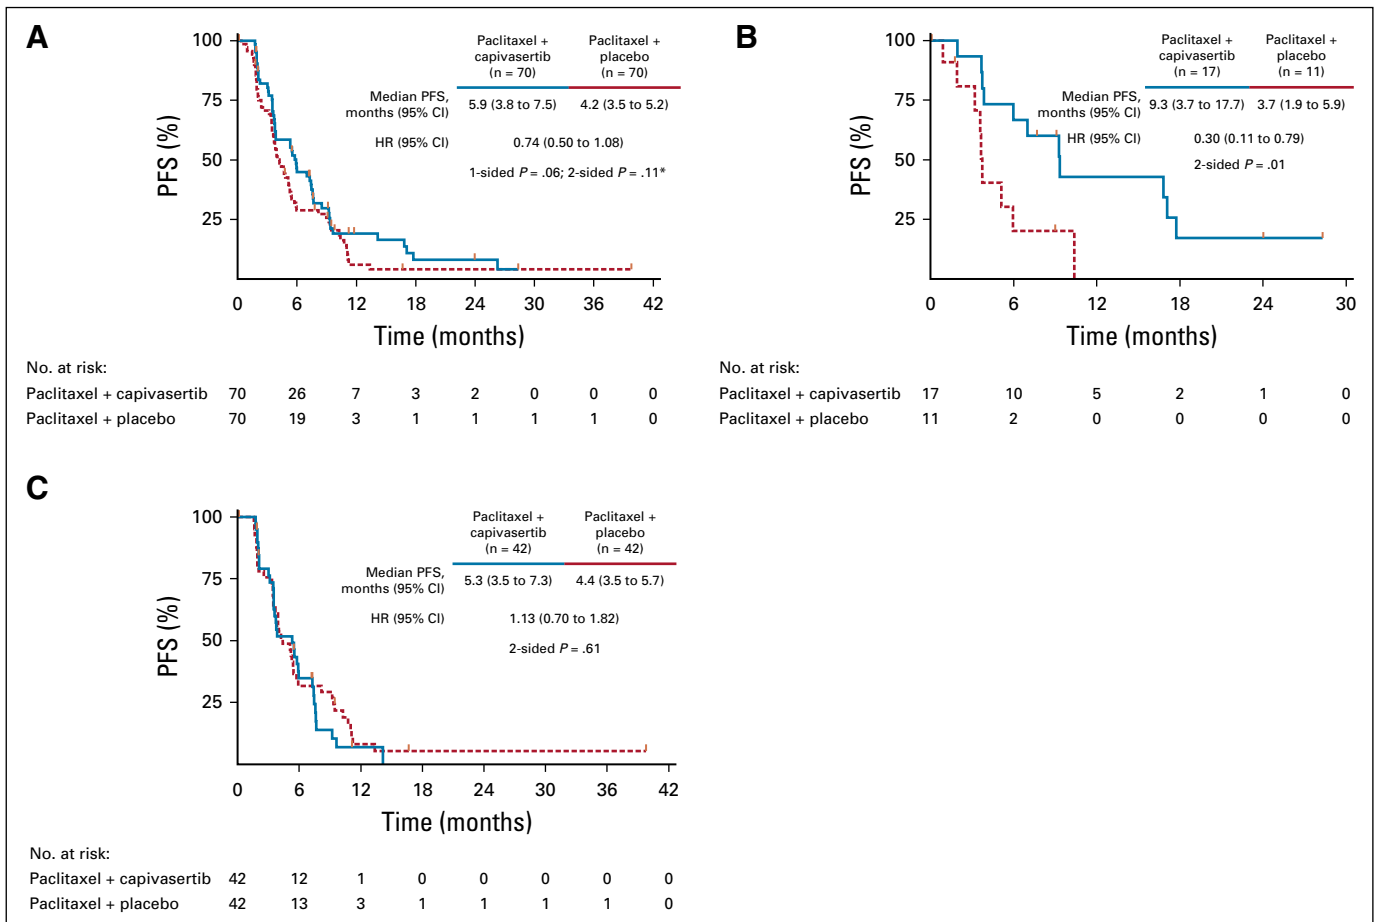 A
Paclitaxel + capivasertib (n = 70)
Paclitaxel + placebo (n = 70)
Median PFS, months (95% CI)
5.9 (3.8 to 7.5)
4.2 (3.5 to 5.2)
HR (95% CI)
0.74 (0.50 to 1.08)
1-sided P = .06; 2-sided P = .11*
PFS (%)
100
75
50
25
0 6 12 18 24 30 36 42
Time (months)
No. at risk:
Paclitaxel + capivasertib 70 26 7 3 2 0 0 0
Paclitaxel + placebo 70 19 3 1 1 1 1 0
B
Paclitaxel + capivasertib (n = 17)
Paclitaxel + placebo (n = 11)
Median PFS, months (95% CI)
9.3 (3.7 to 17.7)
3.7 (1.9 to 5.9)
HR (95% CI)
0.30 (0.11 to 0.79)
2-sided P = .01
PFS (%)
100
75
50
25
0 6 12 18 24 30
Time (months)
No. at risk:
Paclitaxel + capivasertib 17 10 5 2 1 0
Paclitaxel + placebo 11 2 0 0 0 0
C
Paclitaxel + capivasertib (n = 42)
Paclitaxel + placebo (n = 42)
Median PFS, months (95% CI)
5.3 (3.5 to 7.3)
4.4 (3.5 to 5.7)
HR (95% CI)
1.13 (0.70 to 1.82)
2-sided P = .61
PFS (%)
100
75
50
25
0 6 12 18 24 30 36 42
Time (months)
No. at risk:
Paclitaxel + capivasertib 42 12 1 0 0 0 0 0
Paclitaxel + placebo 42 13 3 1 1 1 1 0